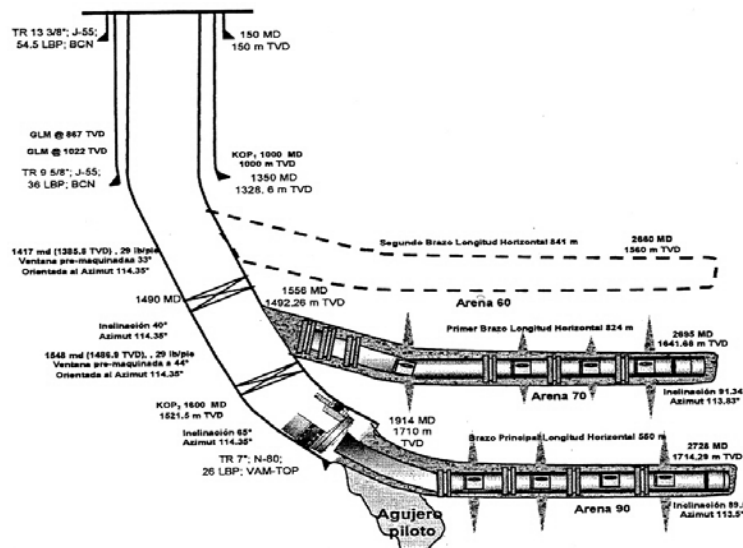 TR 13 3/8"; J-55;
54.5 LBP; BCN
150 MD
150 m TVD
GLM @ 867 TVD
GLM @ 1022 TVD
TR 9 5/8"; J-55;
36 LBP; BCN
KOP₁ 1000 MD
1000 m TVD
1350 MD
1328.6 m TVD)
1417 md (1385.8 TVD), 29 lb/pie
Ventana pre-maquinadaa 33°
Orientada al Azimut 114.35°
Segundo Brazo Longitud Horizontal 841 m
2660 MD
1560 m TVD
1490 MD
1556 MD
1492.26 m TVD)
Arena 60
Inclinación 40°
Azimut 114.35°
Primer Brazo Longitud Horizontal 824 m
2695 MD
1641.68 m TVD)
1548 md (1486.9 TVD), , 29 lb/pie
Ventana pre-maquinada a 44°
Orientada al Azimut 114.35°
Inclinación 91.34
Azimut 113.83°
Arena 70
KOP₂ 1600 MD
1521.5 m TVD)
1914 MD
1710 m
TVD)
Inclinación 65°
Azimut 114.35°
Brazo Principal Longitud Horizontal 550 m
2728 MD
1714.29 m TVD)
TR 7"; N-80;
26 LBP; VAM-TOP
Inclinación 89.
Azimut 113.5°
Agujero
piloto
Arena 90